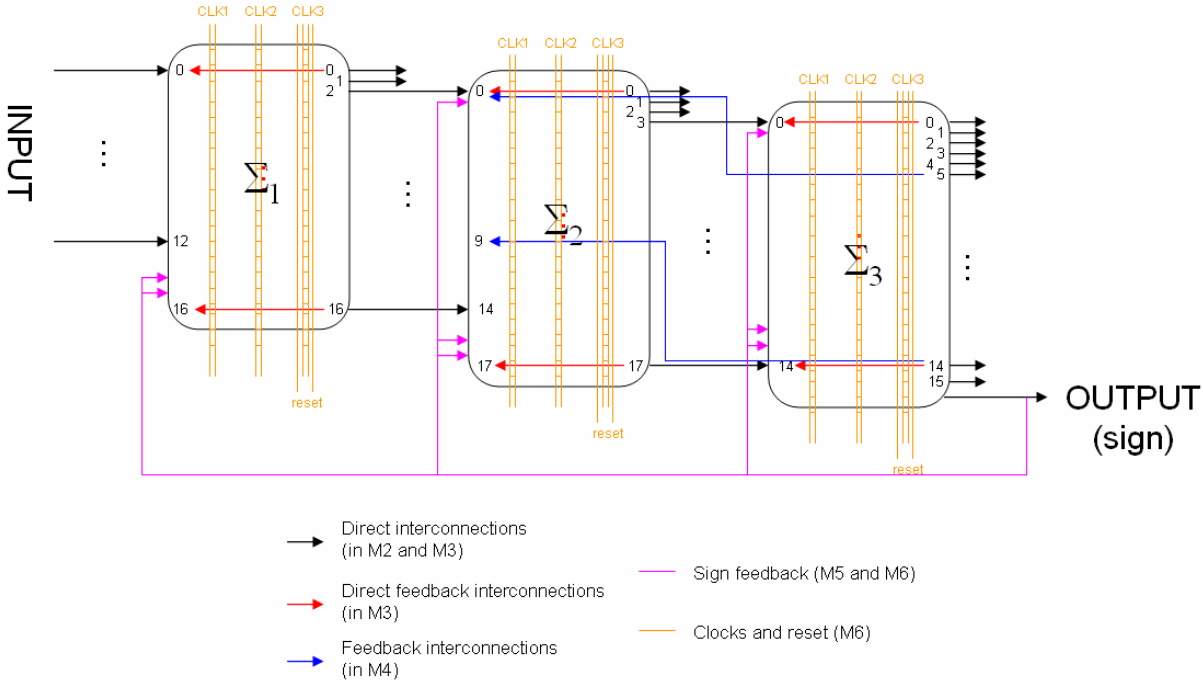 CLK1 CLK2 CLK3
CLK1 CLK2 CLK3
CLK1 CLK2 CLK3
INPUT
0 0
1
2
⋮
Σ1
⋮
12
16 16
reset
0 0
1
2
3
Σ2
⋮
9
14
17 17
reset
0 0
1
2
3
4
5
Σ3
⋮
14 14
15
reset
OUTPUT
(sign)
Direct interconnections
(in M2 and M3)
Direct feedback interconnections
(in M3)
Feedback interconnections
(in M4)
Sign feedback (M5 and M6)
Clocks and reset (M6)